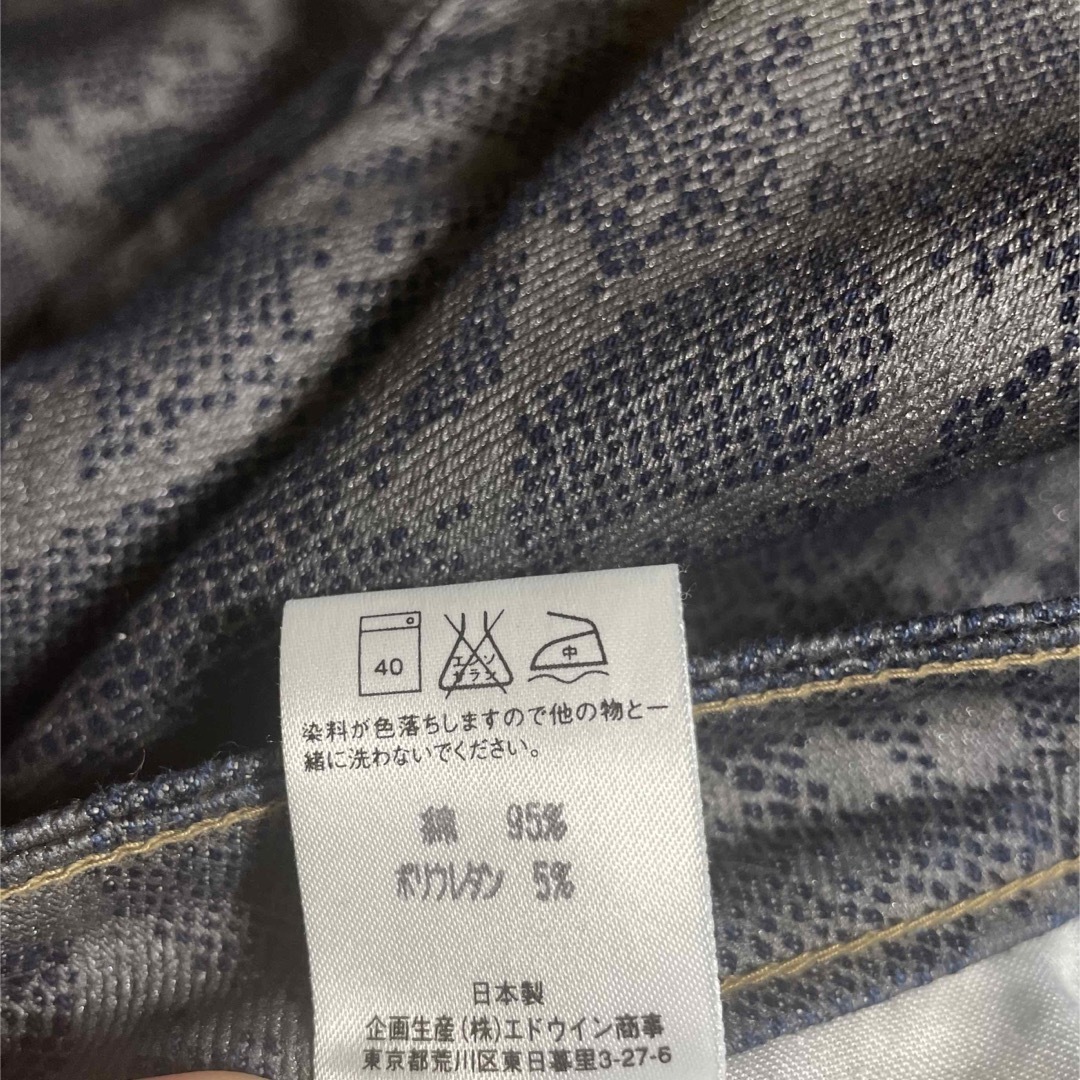 40
エンソ
サラシ
中
染料が色落ちしますので他の物と一
緒に洗わないでください。
綿 95%
ポリウレタン 5%
日本製
企画生産(株)エドウイン商事
東京都荒川区東日暮里3-27-6